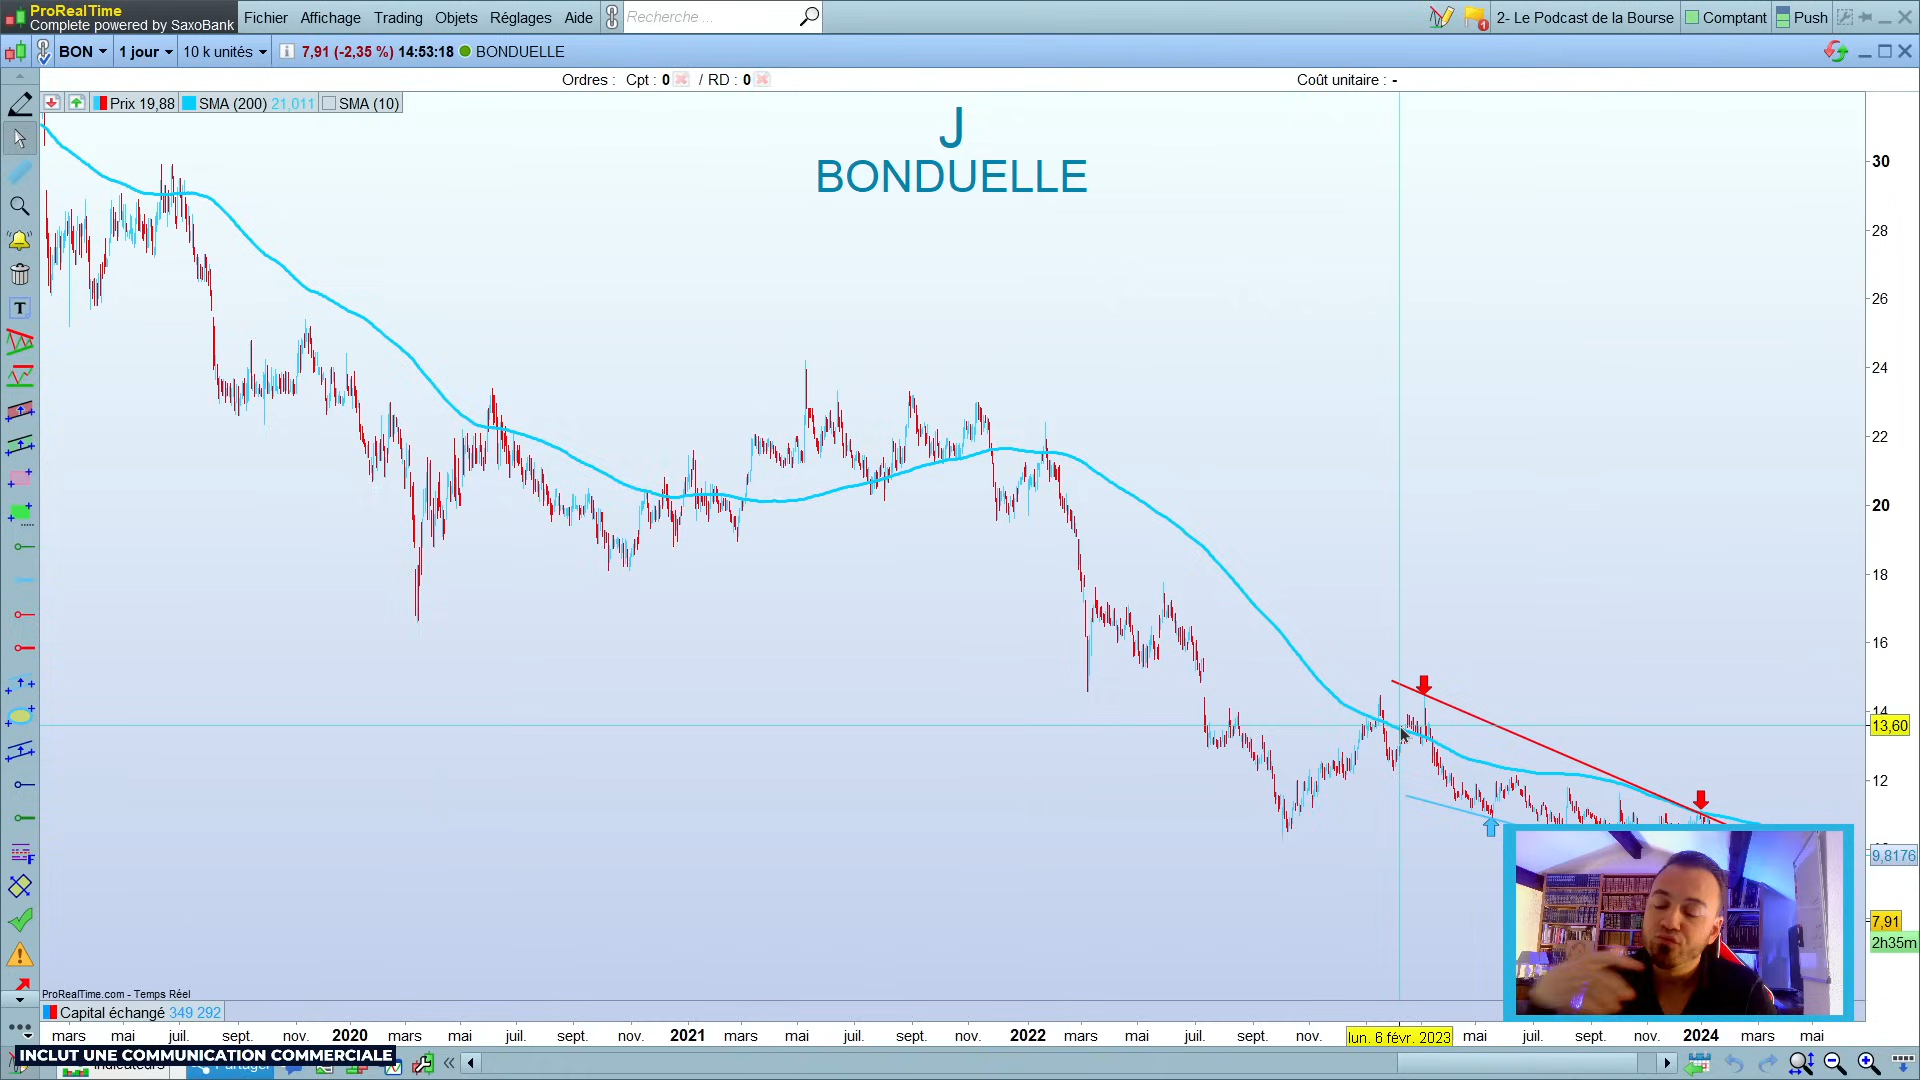 ProRealTime
Complete powered by SaxoBank
Fichier Affichage Trading Objets Réglages Aide Recherche ... 2- Le Podcast de la Bourse Comptant Push
BON 1 jour 10 k unités 7,91 (-2,35 %) 14:53:18 BONDUELLE
Ordres : Cpt : 0 / RD : 0 Coût unitaire : -
Prix 19,88 SMA (200) 21,011 SMA (10)
J
BONDUELLE
30
28
26
24
22
20
18
16
14
13,60
12
9,8176
7,91
2h35m
ProRealTime.com - Temps Réel
Capital échangé 349 292
mars mai juil. sept. nov. 2020 mars mai juil. sept. nov. 2021 mars mai juil. sept. nov. 2022 mars mai juil. sept. nov. lun. 6 févr. 2023 mai juil. sept. nov. 2024 mars mai
INCLUT UNE COMMUNICATION COMMERCIALE